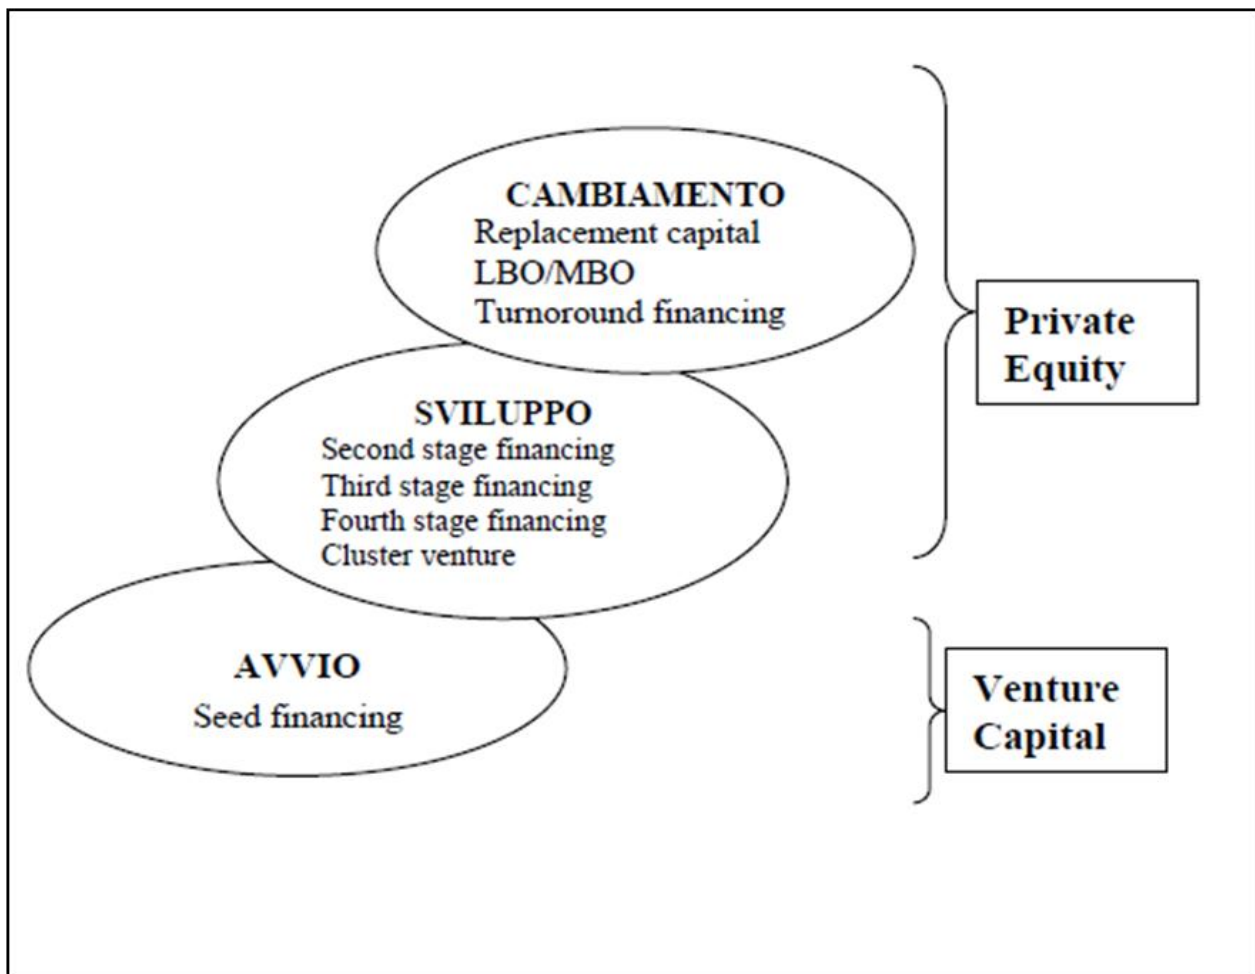 CAMBIAMENTO
Replacement capital
LBO/MBO
Turnoround financing
Private
Equity
SVILUPPO
Second stage financing
Third stage financing
Fourth stage financing
Cluster venture
AVVIO
Seed financing
Venture
Capital